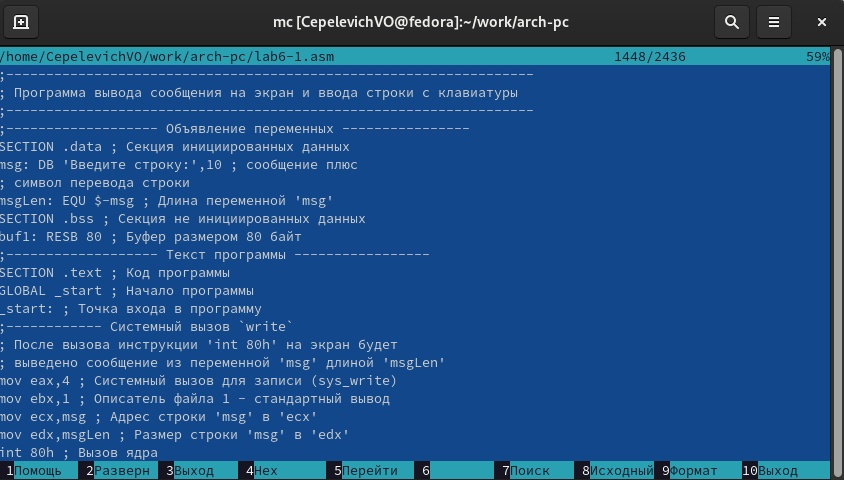 mc [CepelevichVO@fedora]:~/work/arch-pc
/home/CepelevichVO/work/arch-pc/lab6-1.asm 1448/2436 59%
;------------------------------------------------------------------
; Программа вывода сообщения на экран и ввода строки с клавиатуры
;------------------------------------------------------------------
;------------------- Объявление переменных ----------------
SECTION .data ; Секция инициированных данных
msg: DB 'Введите строку:',10 ; сообщение плюс
; символ перевода строки
msgLen: EQU $-msg ; Длина переменной 'msg'
SECTION .bss ; Секция не инициированных данных
buf1: RESB 80 ; Буфер размером 80 байт
;------------------- Текст программы -----------------
SECTION .text ; Код программы
GLOBAL _start ; Начало программы
_start: ; Точка входа в программу
;------------ Системный вызов `write`
; После вызова инструкции 'int 80h' на экран будет
; выведено сообщение из переменной 'msg' длиной 'msgLen'
mov eax,4 ; Системный вызов для записи (sys_write)
mov ebx,1 ; Описатель файла 1 - стандартный вывод
mov ecx,msg ; Адрес строки 'msg' в 'ecx'
mov edx,msgLen ; Размер строки 'msg' в 'edx'
int 80h ; Вызов ядра
1Помощь 2Разверн 3Выход 4Hex 5Перейти 6 7Поиск 8Исходный 9Формат 10Выход